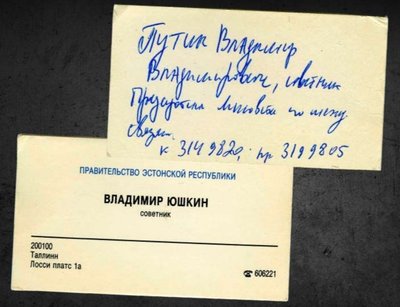 Путин Владимир
Владимирович, советник
Председателя Ленсовета по межд.
связям.
к 3149820, пр 3199805
ПРАВИТЕЛЬСТВО ЭСТОНСКОЙ РЕСПУБЛИКИ
ВЛАДИМИР ЮШКИН
советник
200100
Таллинн
Лосси платс 1а
☎ 606221